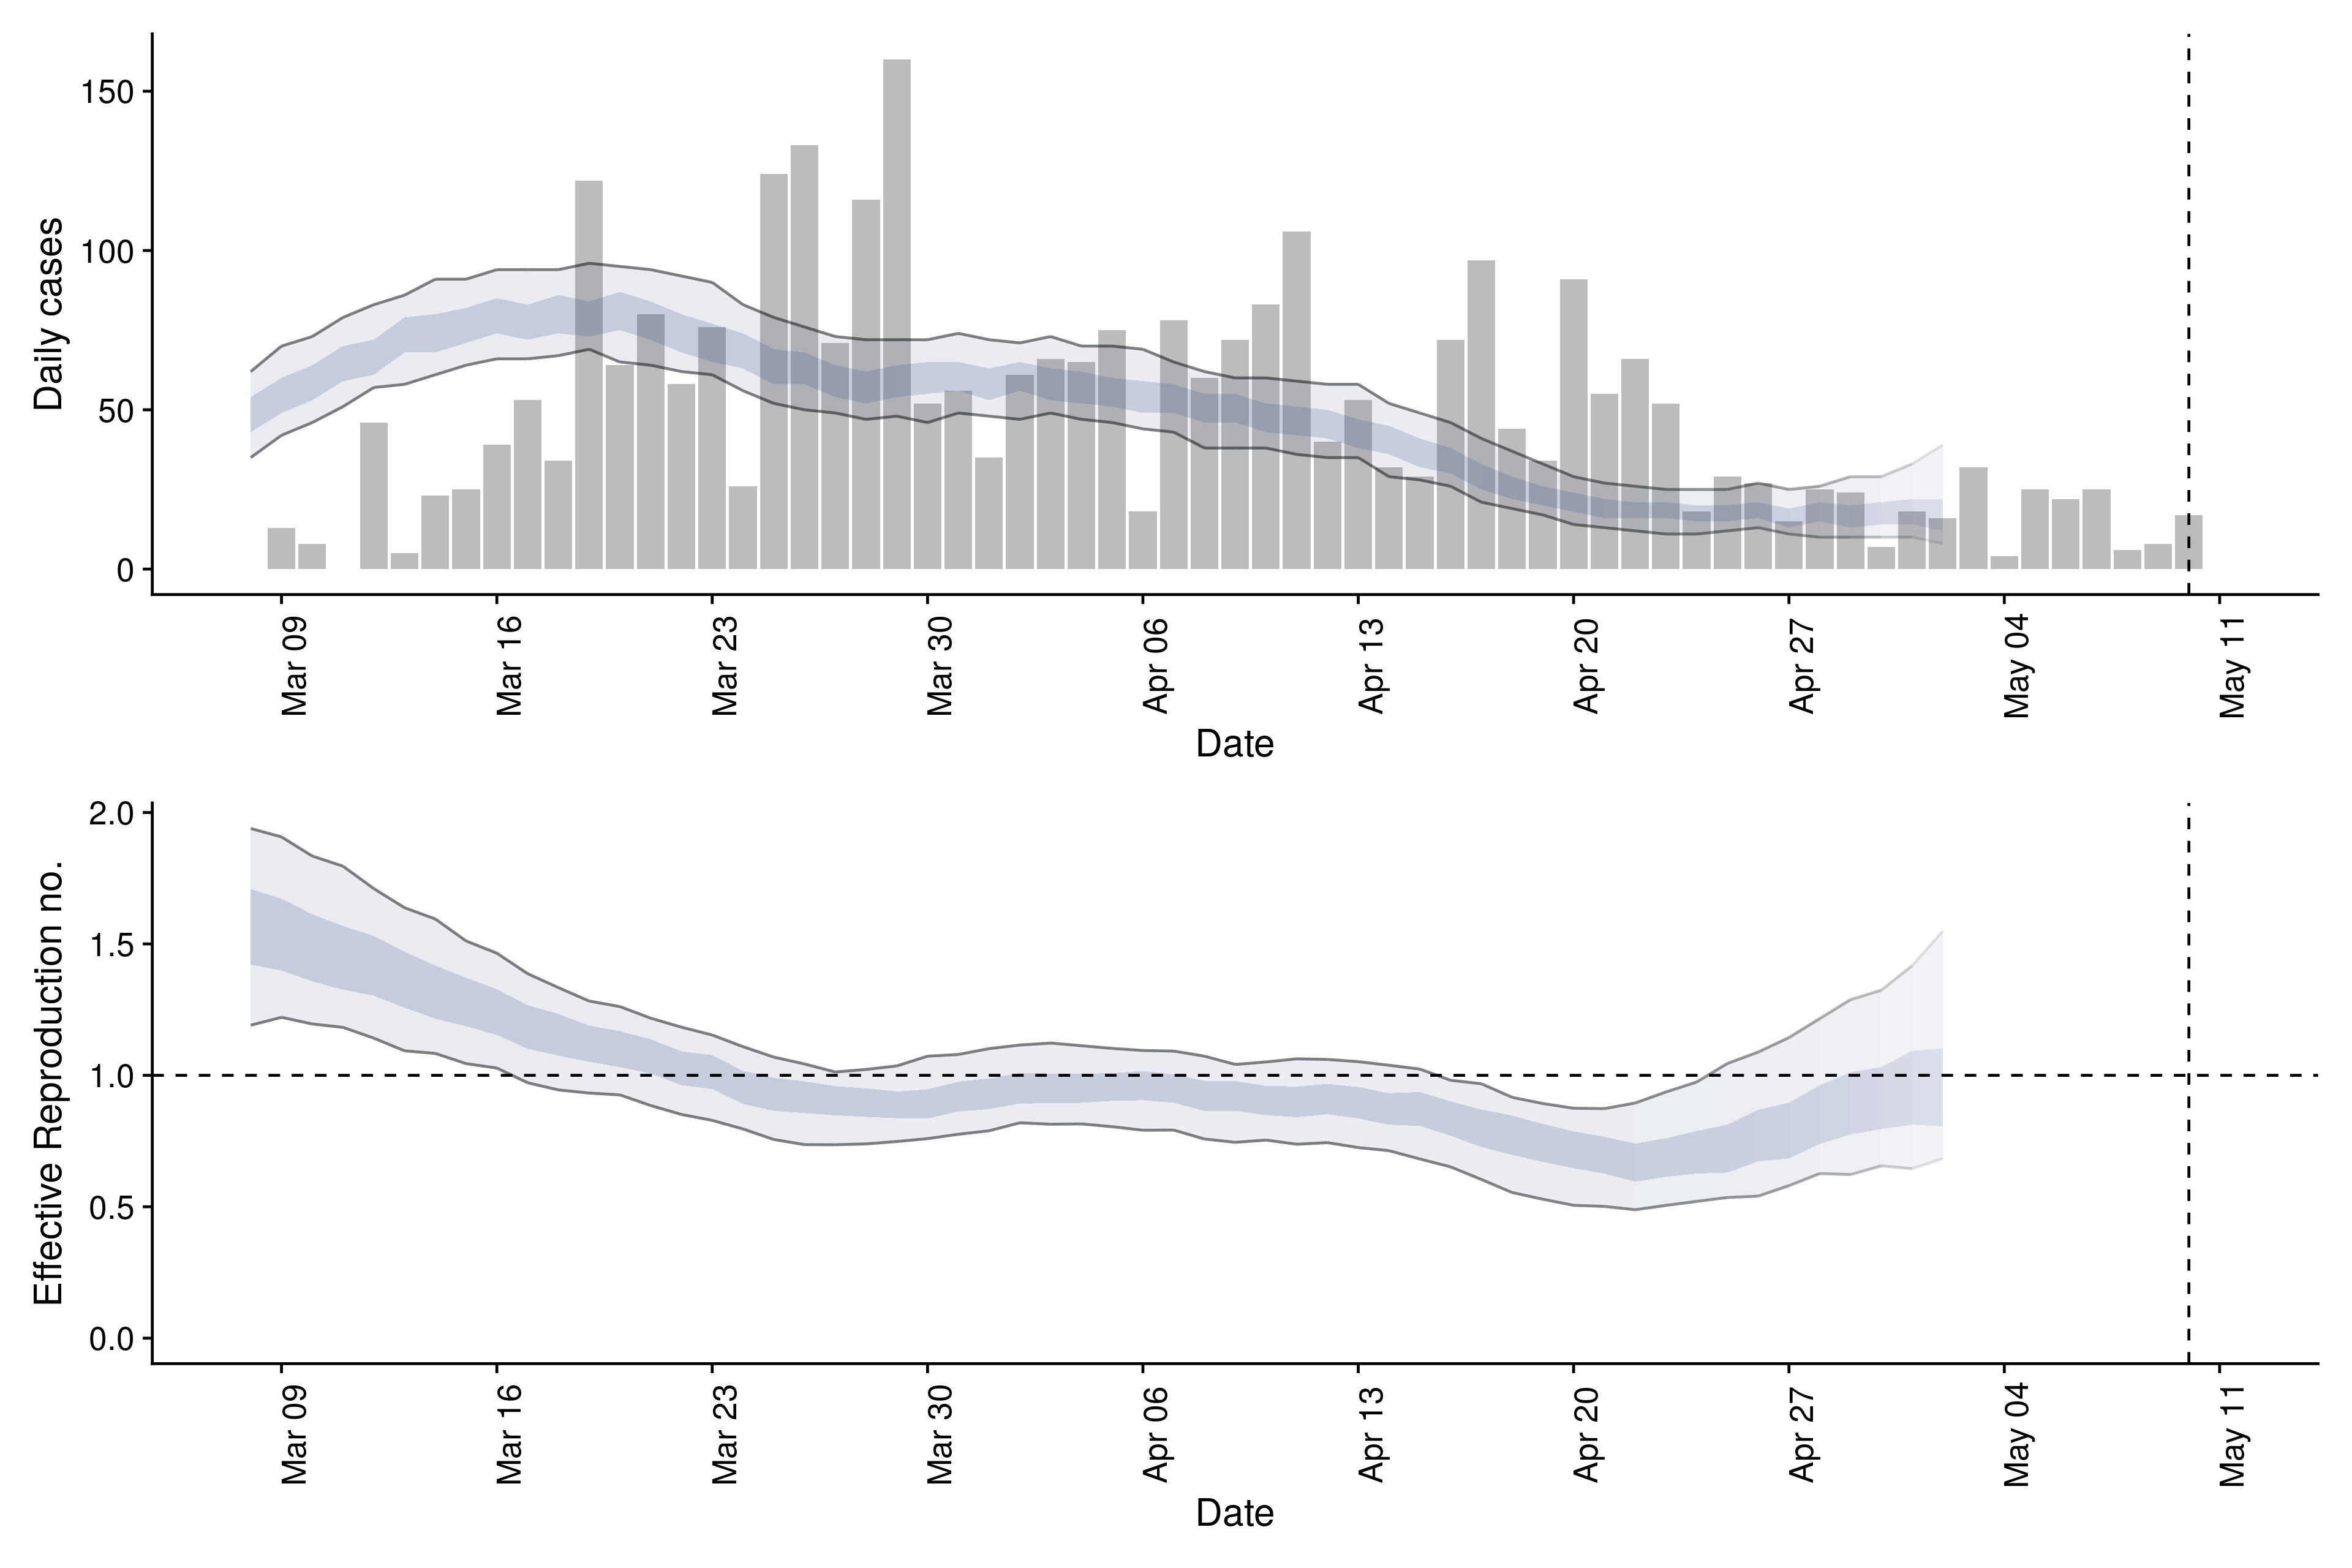 Daily cases
150
100
50
0
Mar 09
Mar 16
Mar 23
Mar 30
Apr 06
Apr 13
Apr 20
Apr 27
May 04
May 11
Date
Effective Reproduction no.
2.0
1.5
1.0
0.5
0.0
Mar 09
Mar 16
Mar 23
Mar 30
Apr 06
Apr 13
Apr 20
Apr 27
May 04
May 11
Date